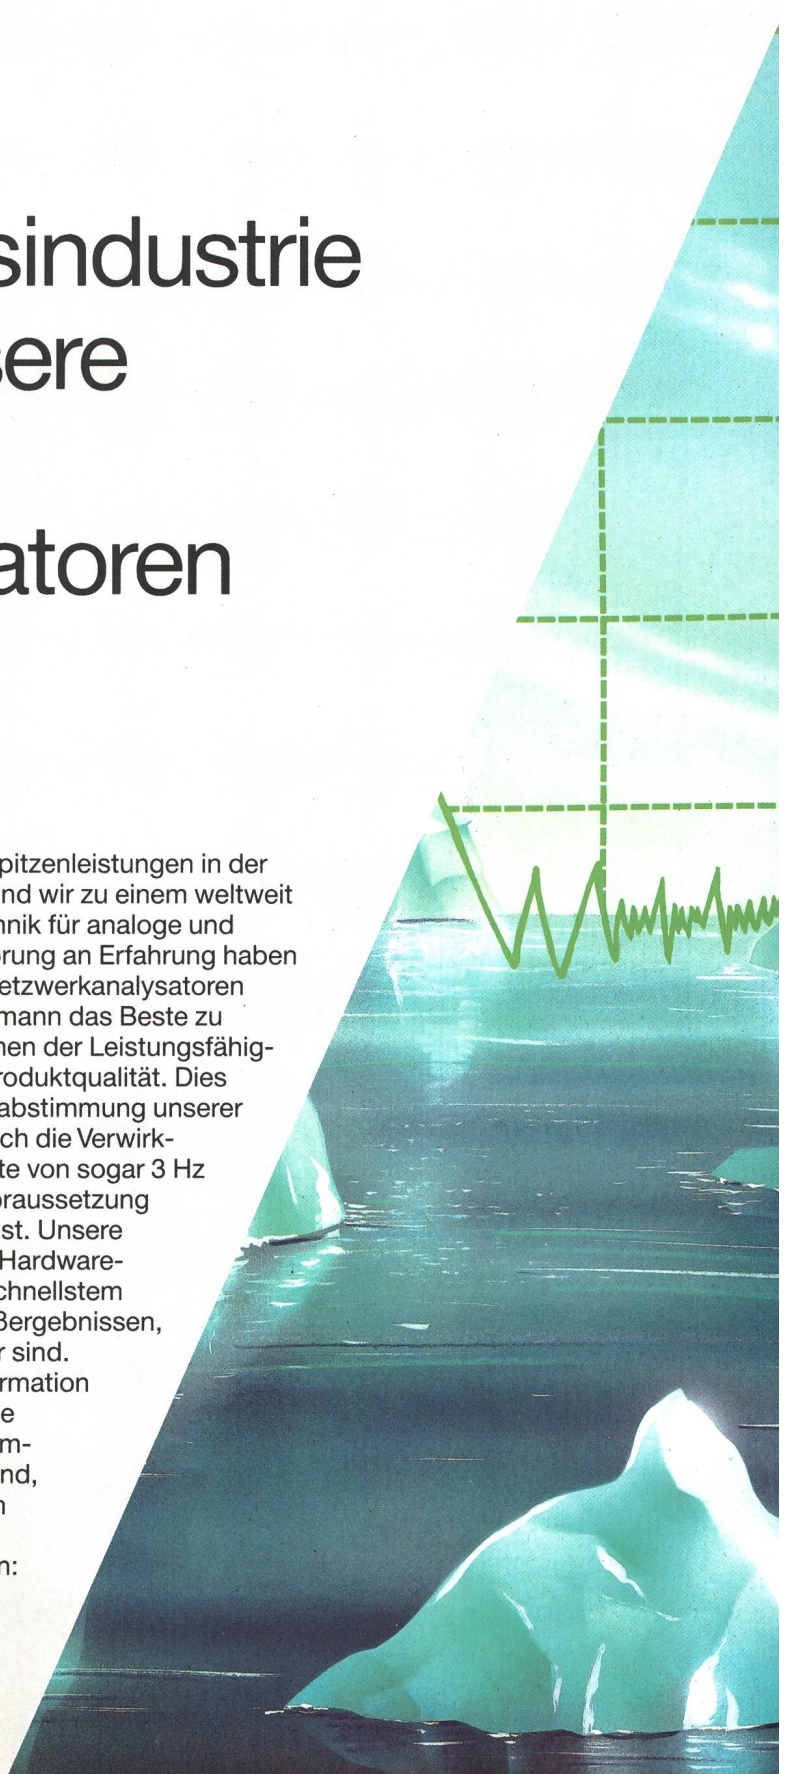 sindustrie
sere
atoren
pitzenleistungen in der
nd wir zu einem weltweit
nnik für analoge und
rung an Erfahrung haben
etzwerkanalysatoren
mann das Beste zu
nen der Leistungsfähig-
roduktqualität. Dies
abstimmung unserer
ch die Verwirk-
te von sogar 3 Hz
oraussetzung
st. Unsere
Hardware-
chnellstem
ßergebnissen,
r sind.
rmation
e
m-
nd,
n
n: